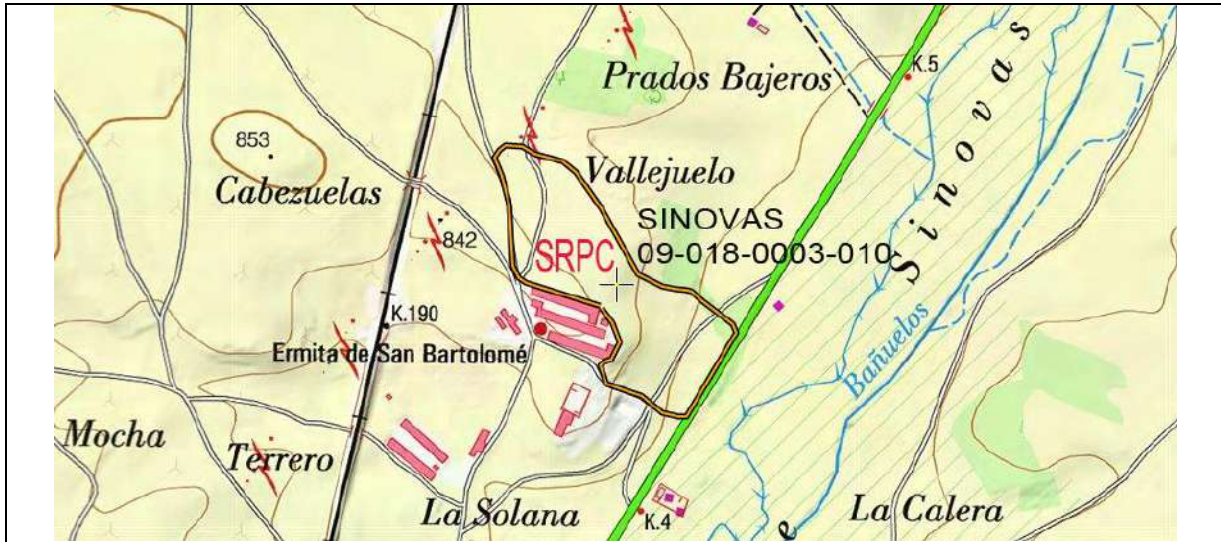 K.5
Prados Bajeros
853
Cabezuelas
Vallejuelo
Sinovas
SINOVAS
842
SRPC
09-018-0003-010
K.190
Ermita de San Bartolomé
Bañuelos
Mocha
Terrero
La Solana
K.4
La Calera
e